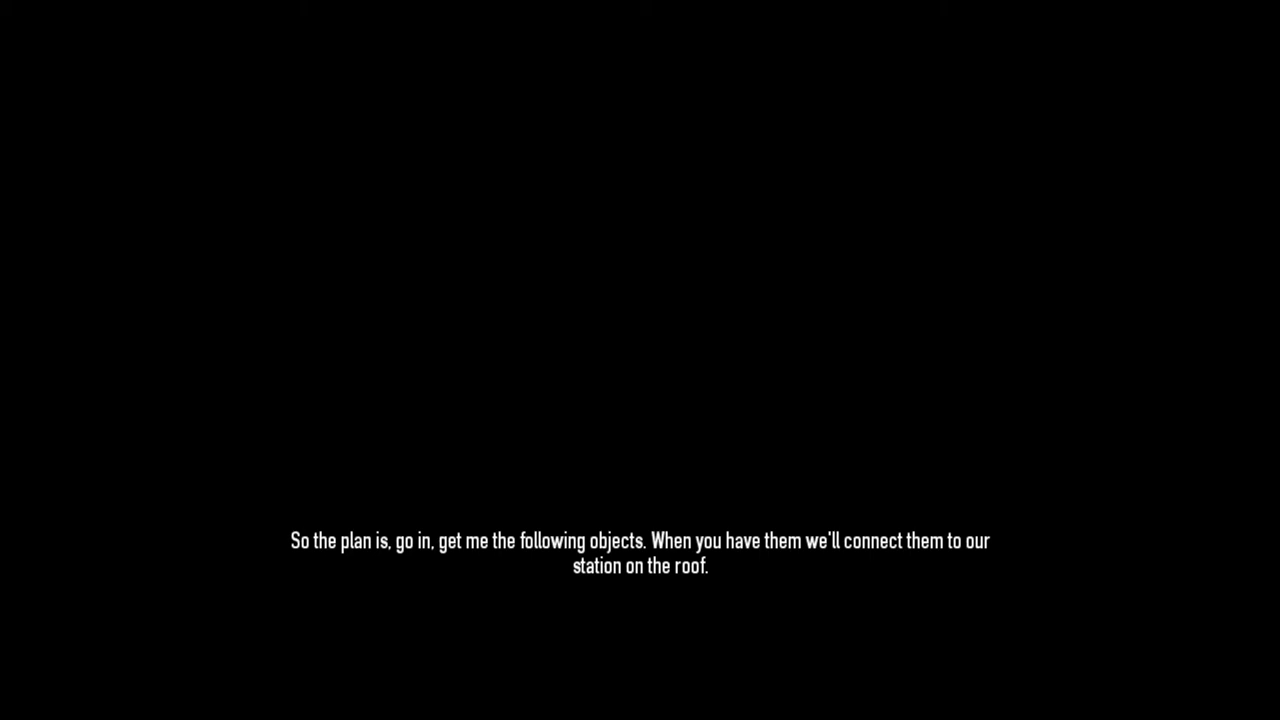 So the plan is, go in, get me the following objects. When you have them we'll connect them to our
station on the roof.